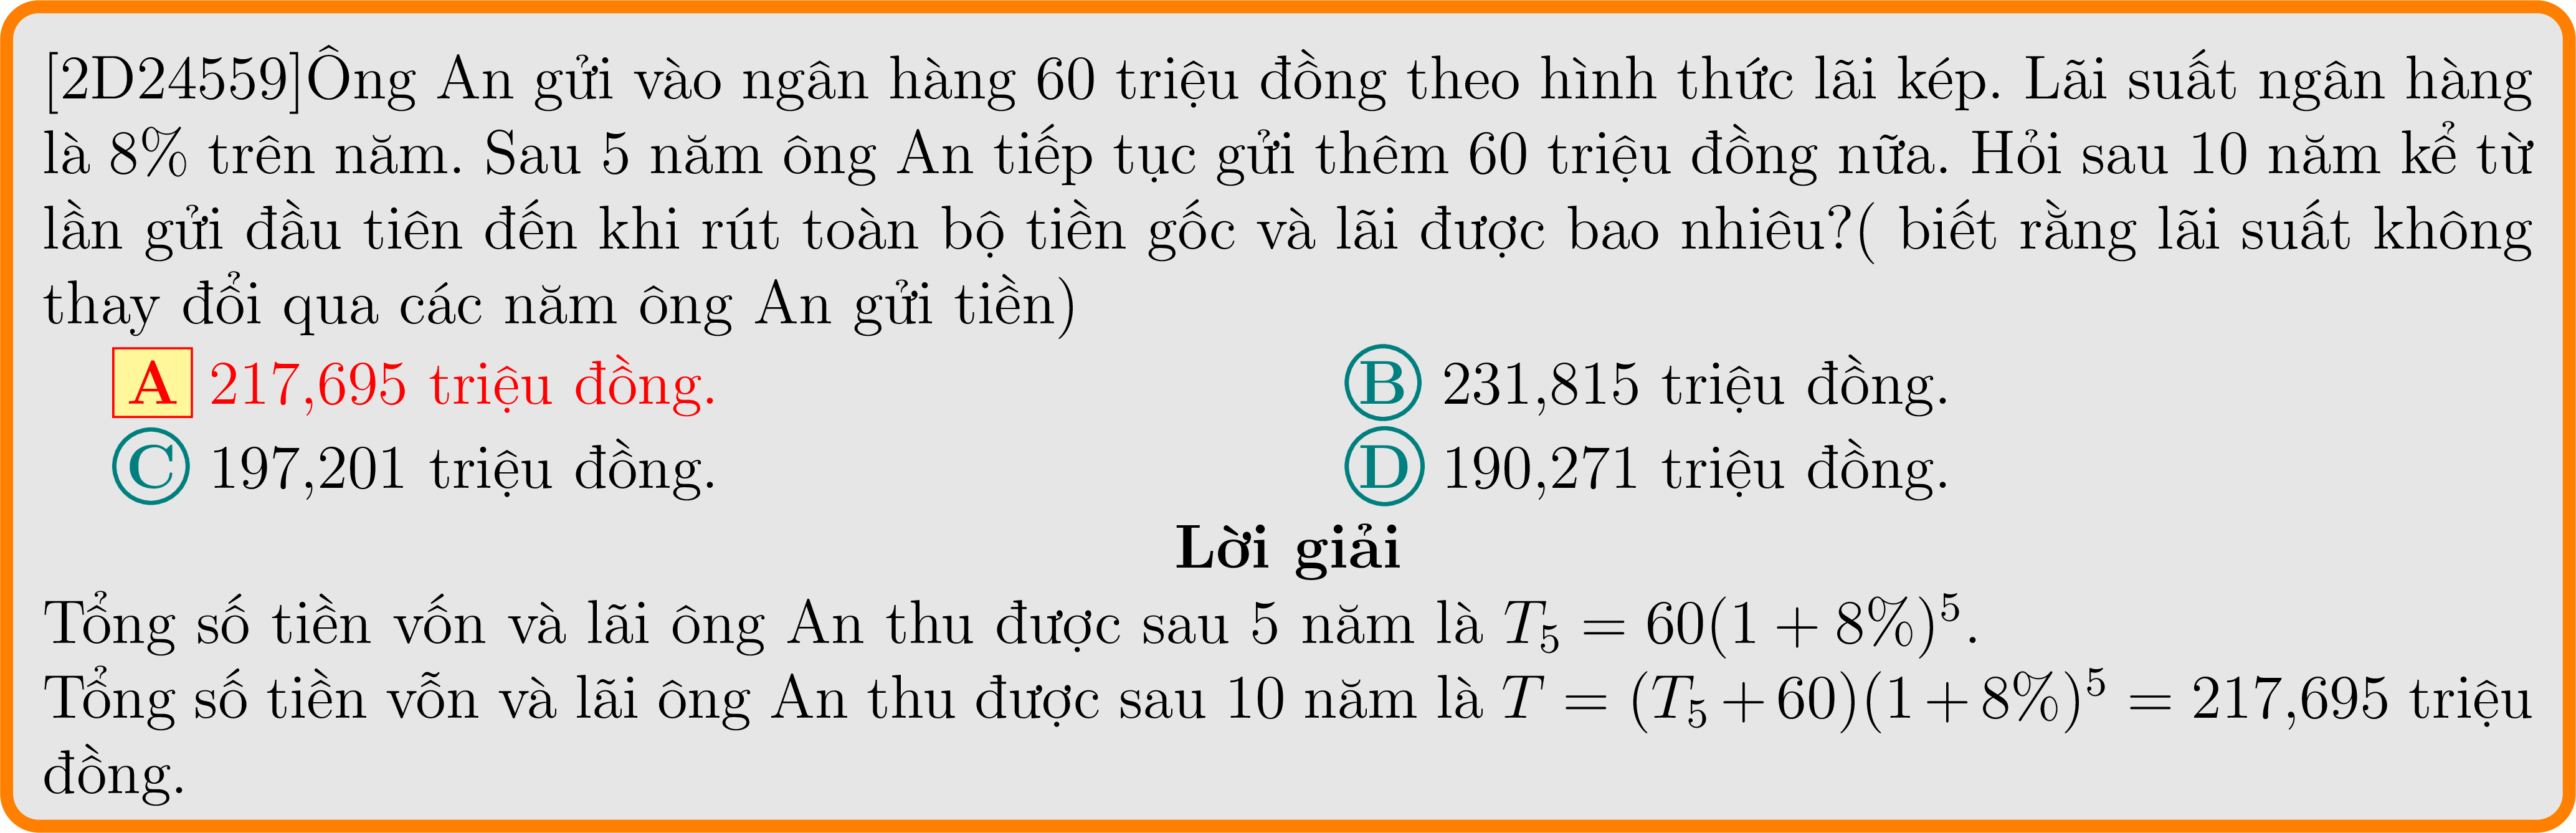 [2D24559]Ông An gửi vào ngân hàng 60 triệu đồng theo hình thức lãi kép. Lãi suất ngân hàng
là 8% trên năm. Sau 5 năm ông An tiếp tục gửi thêm 60 triệu đồng nữa. Hỏi sau 10 năm kể từ
lần gửi đầu tiên đến khi rút toàn bộ tiền gốc và lãi được bao nhiêu?( biết rằng lãi suất không
thay đổi qua các năm ông An gửi tiền)
A 217,695 triệu đồng.
B 231,815 triệu đồng.
C 197,201 triệu đồng.
D 190,271 triệu đồng.
Lời giải
Tổng số tiền vốn và lãi ông An thu được sau 5 năm là T₅ = 60(1 + 8%)⁵.
Tổng số tiền vỗn và lãi ông An thu được sau 10 năm là T = (T₅ + 60)(1 + 8%)⁵ = 217,695 triệu
đồng.